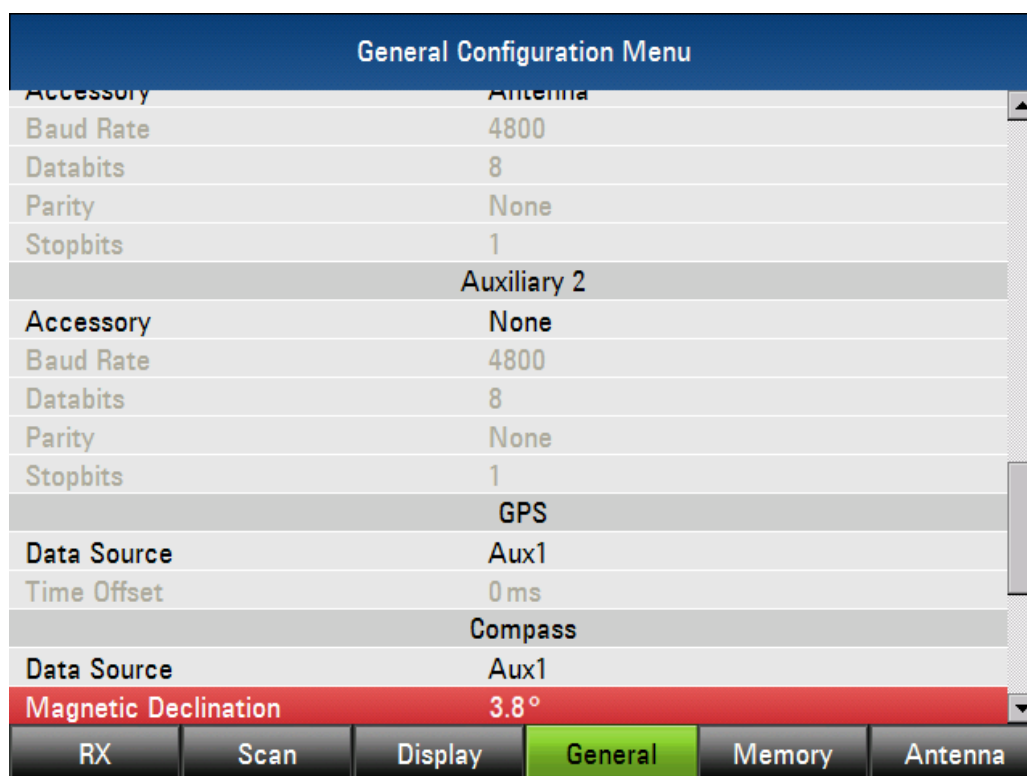 General Configuration Menu
Accessory Antenna
Baud Rate 4800
Databits 8
Parity None
Stopbits 1
Auxiliary 2
Accessory None
Baud Rate 4800
Databits 8
Parity None
Stopbits 1
GPS
Data Source Aux1
Time Offset 0 ms
Compass
Data Source Aux1
Magnetic Declination 3.8°
RX Scan Display General Memory Antenna